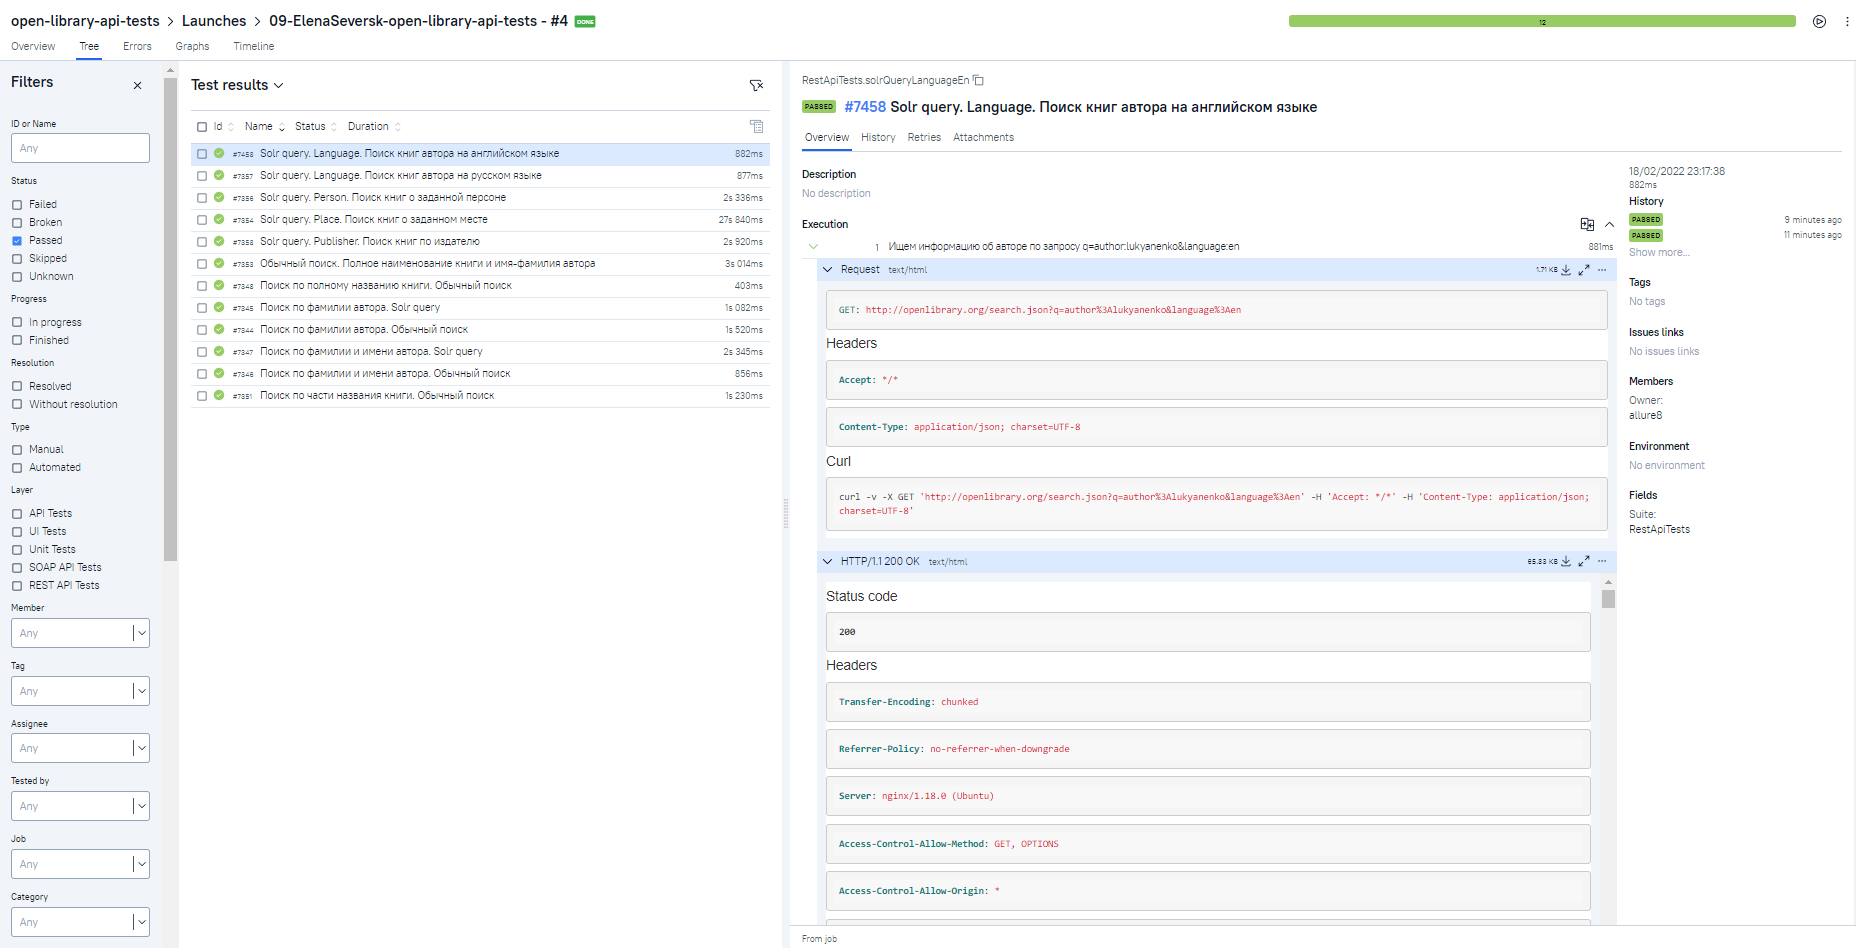 open-library-api-tests > Launches > 09-ElenaSeversk-open-library-api-tests - #4 DONE
12
Overview Tree Errors Graphs Timeline
Filters
ID or Name
Any
Status
Failed
Broken
Passed
Skipped
Unknown
Progress
In progress
Finished
Resolution
Resolved
Without resolution
Type
Manual
Automated
Layer
API Tests
UI Tests
Unit Tests
SOAP API Tests
REST API Tests
Member
Any
Tag
Any
Assignee
Any
Tested by
Any
Job
Any
Category
Any
Test results
Id Name Status Duration
#7458 Solr query. Language. Поиск книг автора на английском языке 882ms
#7357 Solr query. Language. Поиск книг автора на русском языке 877ms
#7356 Solr query. Person. Поиск книг о заданной персоне 2s 336ms
#7354 Solr query. Place. Поиск книг о заданном месте 27s 840ms
Solr query. Publisher. Поиск книг по издателю 2s 920ms
#7353 Обычный поиск. Полное наименование книги и имя-фамилия автора 3s 014ms
Поиск по полному названию книги. Обычный поиск 403ms
#7345 Поиск по фамилии автора. Solr query 1s 082ms
#7344 Поиск по фамилии автора. Обычный поиск 1s 520ms
#7347 Поиск по фамилии и имени автора. Solr query 2s 345ms
#7346 Поиск по фамилии и имени автора. Обычный поиск 856ms
#7351 Поиск по части названия книги. Обычный поиск 1s 230ms
RestApiTests.solrQueryLanguageEn
PASSED #7458 Solr query. Language. Поиск книг автора на английском языке
Overview History Retries Attachments
Description
No description
Execution
1 Ищем информацию об авторе по запросу q=author:lukyanenko&language:en 881ms
Request text/html 1.71 KB
GET: http://openlibrary.org/search.json?q=author%3Alukyanenko&language%3Aen
Headers
Accept: */*
Content-Type: application/json; charset=UTF-8
Curl
curl -v -X GET 'http://openlibrary.org/search.json?q=author%3Alukyanenko&language%3Aen' -H 'Accept: */*' -H 'Content-Type: application/json;
charset=UTF-8'
HTTP/1.1 200 OK text/html 65.83 KB
Status code
200
Headers
Transfer-Encoding: chunked
Referrer-Policy: no-referrer-when-downgrade
Server: nginx/1.18.0 (Ubuntu)
Access-Control-Allow-Method: GET, OPTIONS
Access-Control-Allow-Origin: *
From job
18/02/2022 23:17:38
882ms
History
PASSED 9 minutes ago
PASSED 11 minutes ago
Show more...
Tags
No tags
Issues links
No issues links
Members
Owner:
allure8
Environment
No environment
Fields
Suite:
RestApiTests